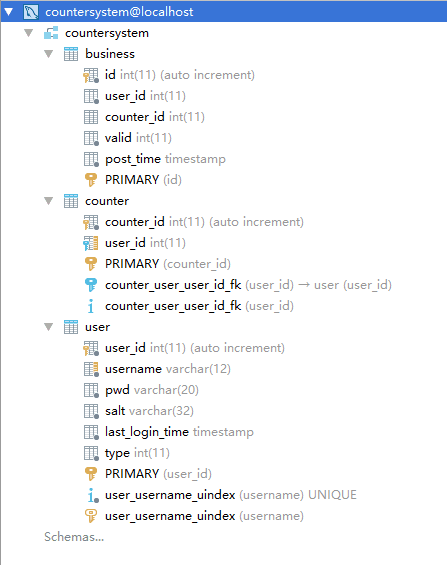 countersystem@localhost
countersystem
business
id int(11) (auto increment)
user_id int(11)
counter_id int(11)
valid int(11)
post_time timestamp
PRIMARY (id)
counter
counter_id int(11) (auto increment)
user_id int(11)
PRIMARY (counter_id)
counter_user_user_id_fk (user_id) → user (user_id)
counter_user_user_id_fk (user_id)
user
user_id int(11) (auto increment)
username varchar(12)
pwd varchar(20)
salt varchar(32)
last_login_time timestamp
type int(11)
PRIMARY (user_id)
user_username_uindex (username) UNIQUE
user_username_uindex (username)
Schemas...